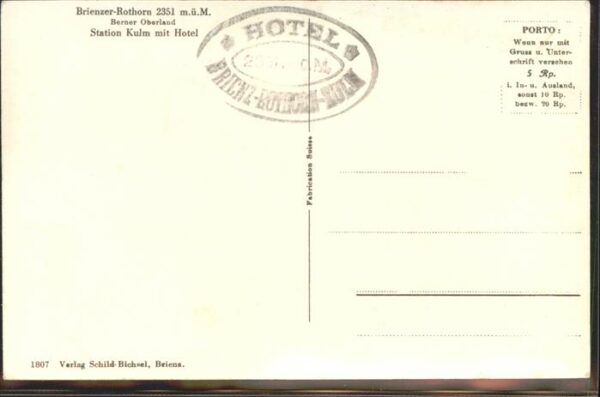 Brienzer-Rothorn 2351 m.ü.M.
Berner Oberland
Station Kulm mit Hotel
HOTEL
BRIENZ-ROTHORN-KULM
PORTO:
Wenn nur mit
Gruss u. Unter-
schrift versehen
5 Rp.
i. In- u. Ausland,
sonst 10 Rp.
bezw. 20 Rp.
Fabrication Suisse
1807 Verlag Schild-Bichsel, Brienz.